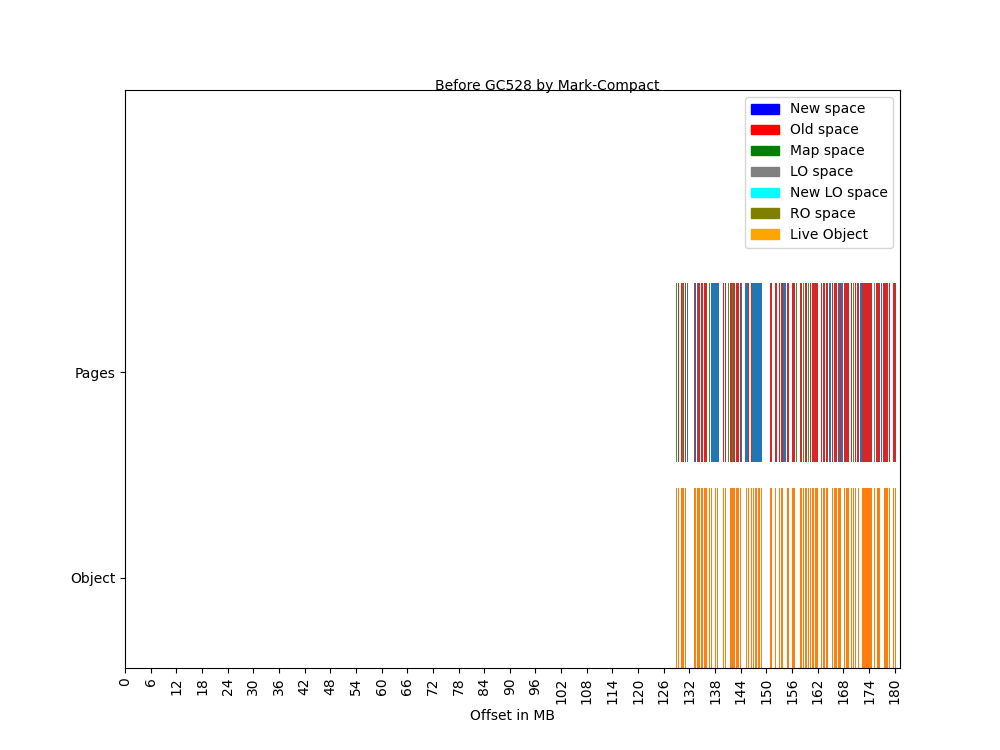 Before GC528 by Mark-Compact
New space
Old space
Map space
LO space
New LO space
RO space
Live Object
Pages
Object
0 6 12 18 24 30 36 42 48 54 60 66 72 78 84 90 96 102 108 114 120 126 132 138 144 150 156 162 168 174 180
Offset in MB